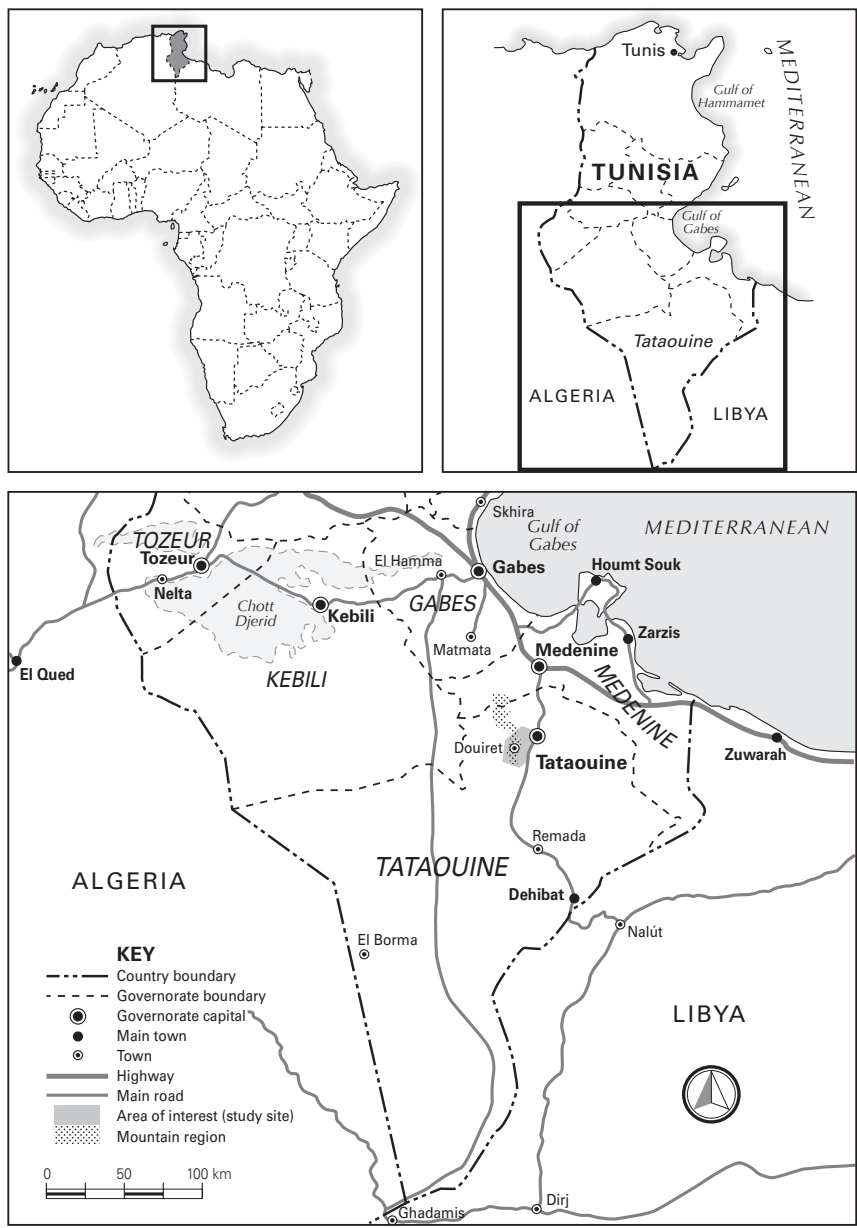 Tunis
Gulf of
Hammamet
MEDITERRANEAN
TUNISIA
Gulf of
Gabes
Tataouine
ALGERIA
LIBYA
Skhira
Gulf of
Gabes
MEDITERRANEAN
TOZEUR
Tozeur
El Hamma
Gabes
Houmt Souk
Nelta
Chott
Djerid
Kebili
GABES
Zarzis
Matmata
Medenine
El Qued
KEBILI
MEDENINE
Douiret
Tataouine
Zuwarah
Remada
TATAOUINE
ALGERIA
Dehibat
Nalút
El Borma
LIBYA
KEY
Country boundary
Governorate boundary
Governorate capital
Main town
Town
Highway
Main road
Area of interest (study site)
Mountain region
0 50 100 km
Ghadamis
Dirj